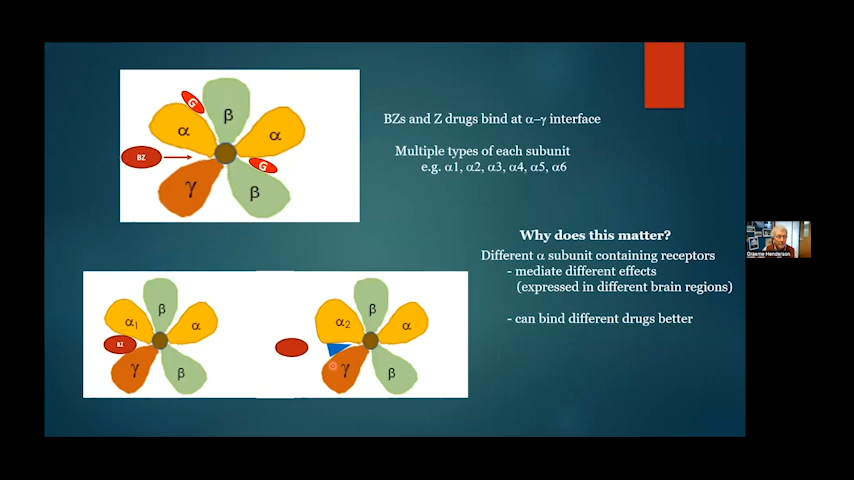 G
β
α
α
BZ
G
γ
β
BZs and Z drugs bind at α–γ interface
Multiple types of each subunit
e.g. α1, α2, α3, α4, α5, α6
Why does this matter?
Different α subunit containing receptors
- mediate different effects
(expressed in different brain regions)
- can bind different drugs better
β
α1
α
BZ
γ
β
β
α2
α
γ
β
Graeme Henderson